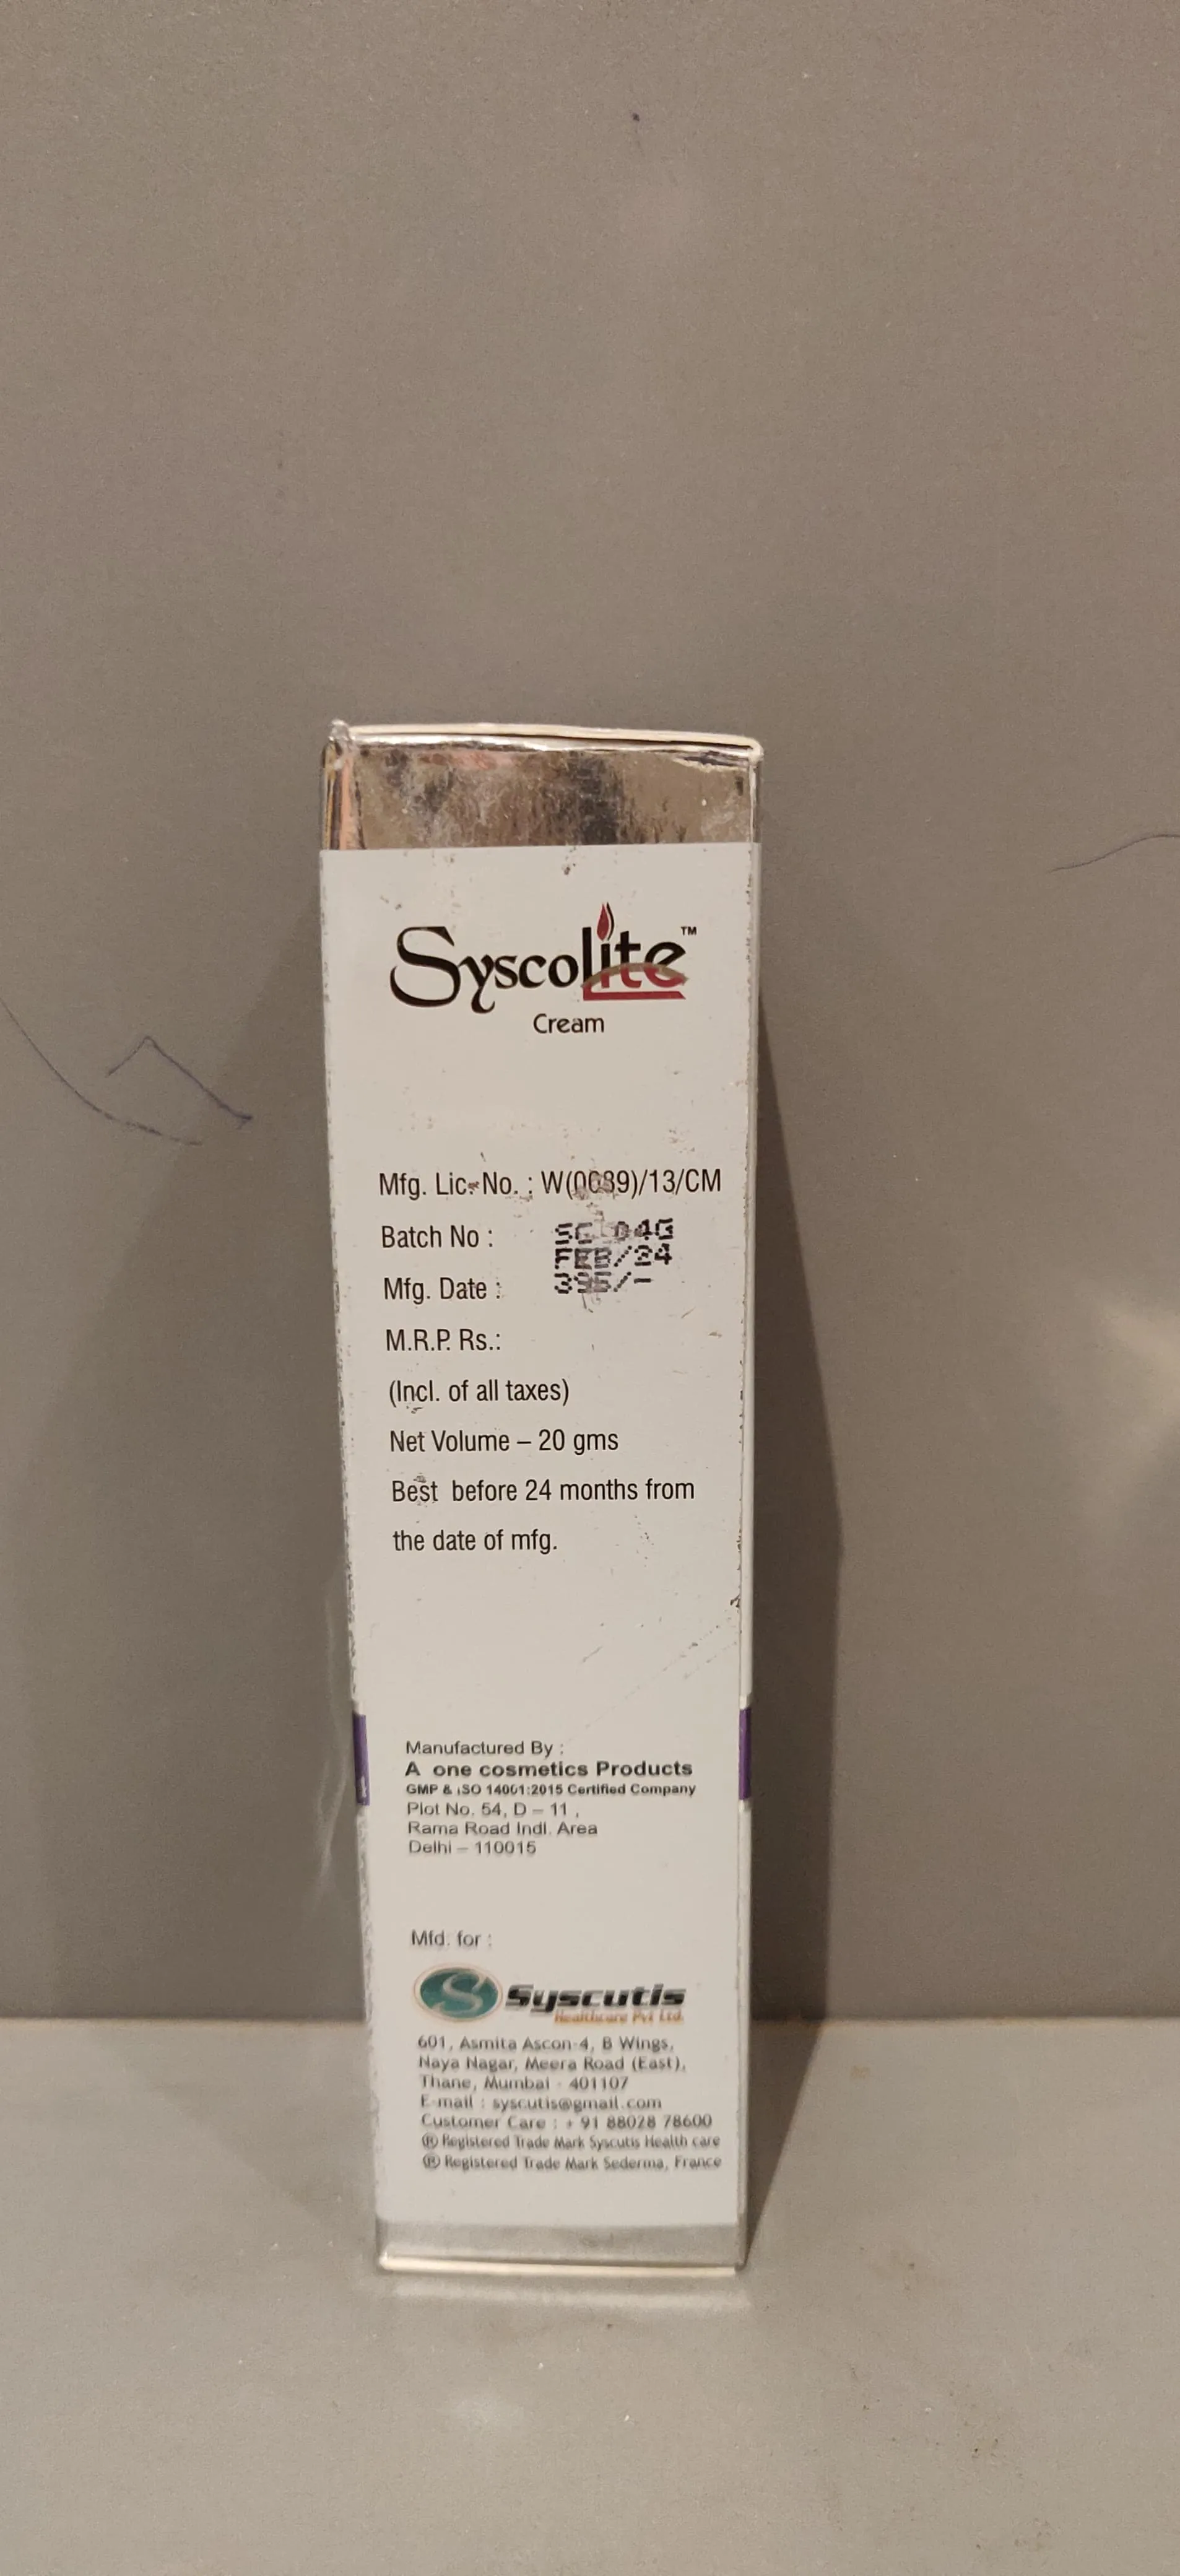 Syscolite™
Cream
Mfg. Lic. No. : W(0089)/13/CM
Batch No :
FEB/24
Mfg. Date :
395/-
M.R.P. Rs.:
(Incl. of all taxes)
Net Volume – 20 gms
Best before 24 months from
the date of mfg.
Manufactured By :
A one cosmetics Products
GMP & ISO 14001:2015 Certified Company
Plot No. 54, D – 11 ,
Rama Road Indl. Area
Delhi – 110015
Mfd. for :
S Syscutis
Healthcare Pvt Ltd.
601, Asmita Ascon-4, B Wings,
Naya Nagar, Meera Road (East),
Thane, Mumbai - 401107
E-mail : syscutis@gmail.com
Customer Care : + 91 88028 78600
® Registered Trade Mark Syscutis Health care
® Registered Trade Mark Sederma, France